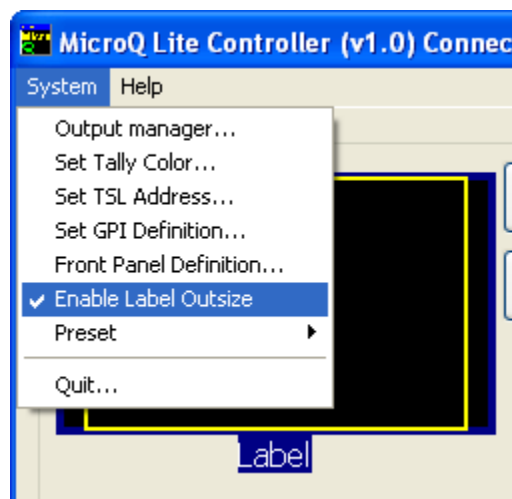 MicroQ Lite Controller (v1.0) Connec
System Help
Output manager...
Set Tally Color...
Set TSL Address...
Set GPI Definition...
Front Panel Definition...
Enable Label Outsize
Preset
Quit...
Label